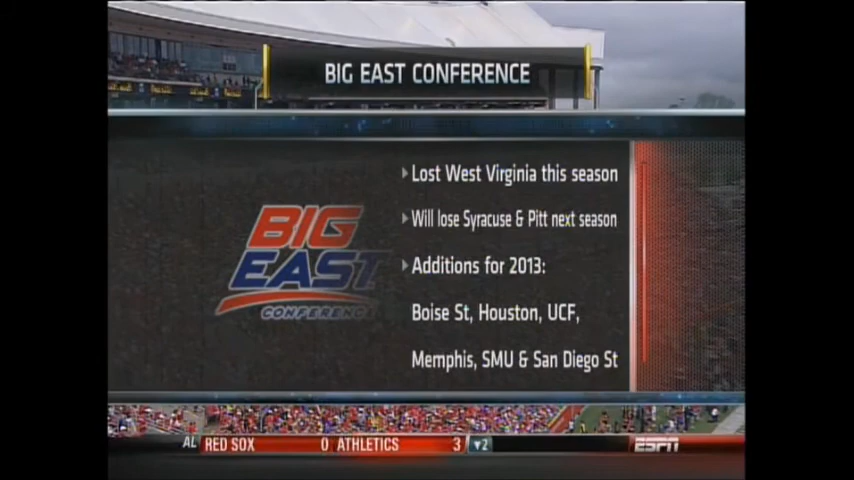 BIG EAST CONFERENCE
Lost West Virginia this season
Will lose Syracuse & Pitt next season
Additions for 2013:
Boise St, Houston, UCF,
Memphis, SMU & San Diego St
BIG
EAST
CONFERENCE
AL RED SOX 0 ATHLETICS 3 ▼2 ESPN